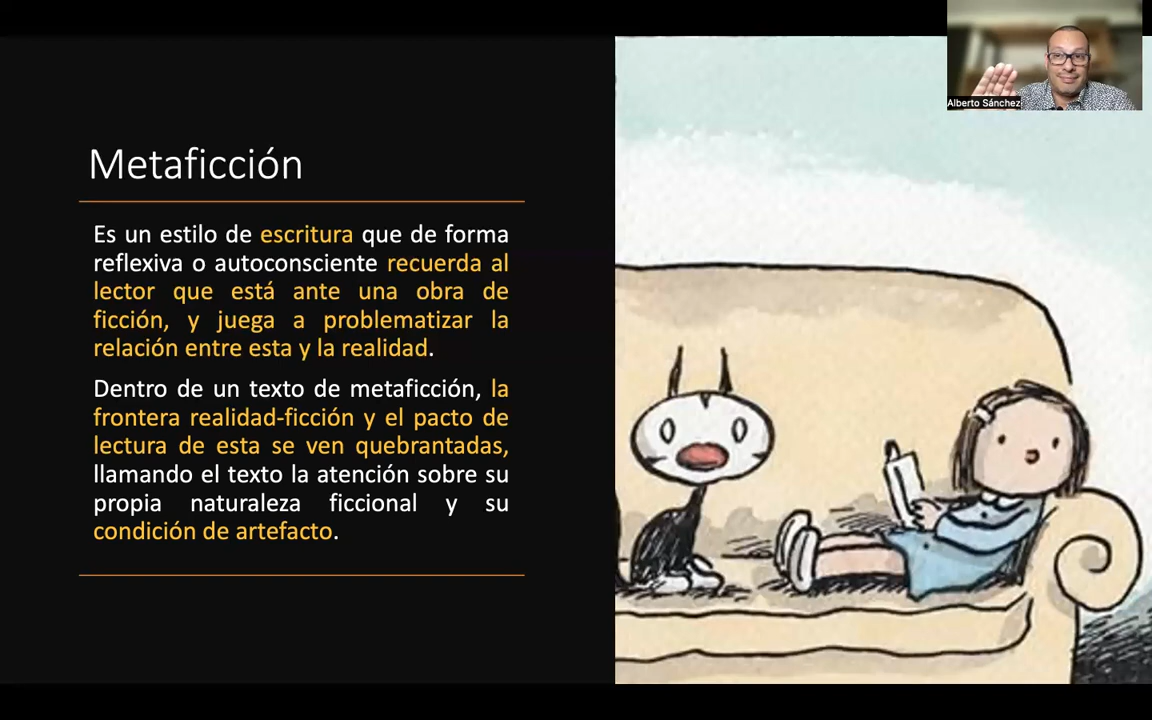 Alberto Sánchez
Metaficción
Es un estilo de escritura que de forma
reflexiva o autoconsciente recuerda al
lector que está ante una obra de
ficción, y juega a problematizar la
relación entre esta y la realidad.
Dentro de un texto de metaficción, la
frontera realidad-ficción y el pacto de
lectura de esta se ven quebrantadas,
llamando el texto la atención sobre su
propia naturaleza ficcional y su
condición de artefacto.